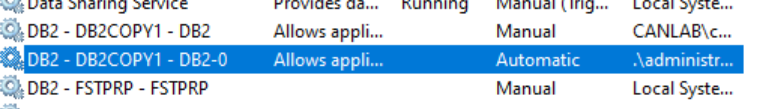 Data Sharing Service Provides da... Running Manual (Trig... Local Syste...
DB2 - DB2COPY1 - DB2 Allows appli... Manual CANLAB\c...
DB2 - DB2COPY1 - DB2-0 Allows appli... Automatic .\administr...
DB2 - FSTPRP - FSTPRP Manual Local Syste...